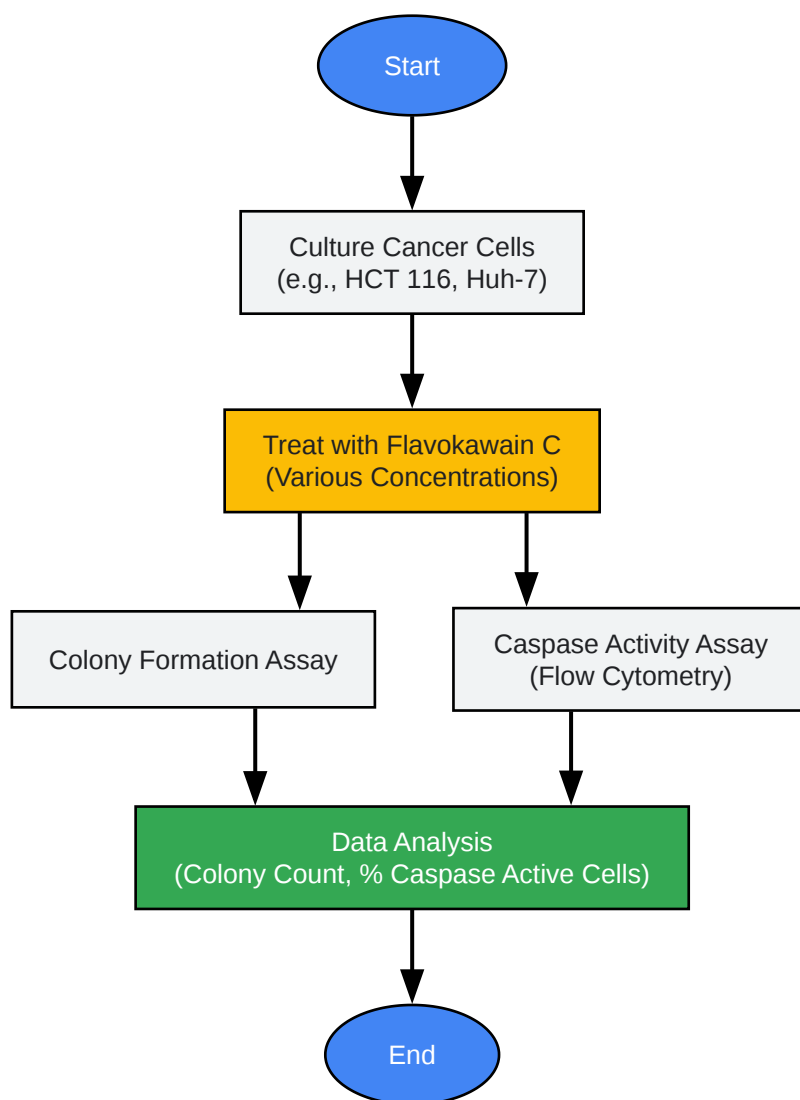 Start
Culture Cancer Cells
(e.g., HCT 116, Huh-7)
Treat with Flavokawain C
(Various Concentrations)
Colony Formation Assay
Caspase Activity Assay
(Flow Cytometry)
Data Analysis
(Colony Count, % Caspase Active Cells)
End